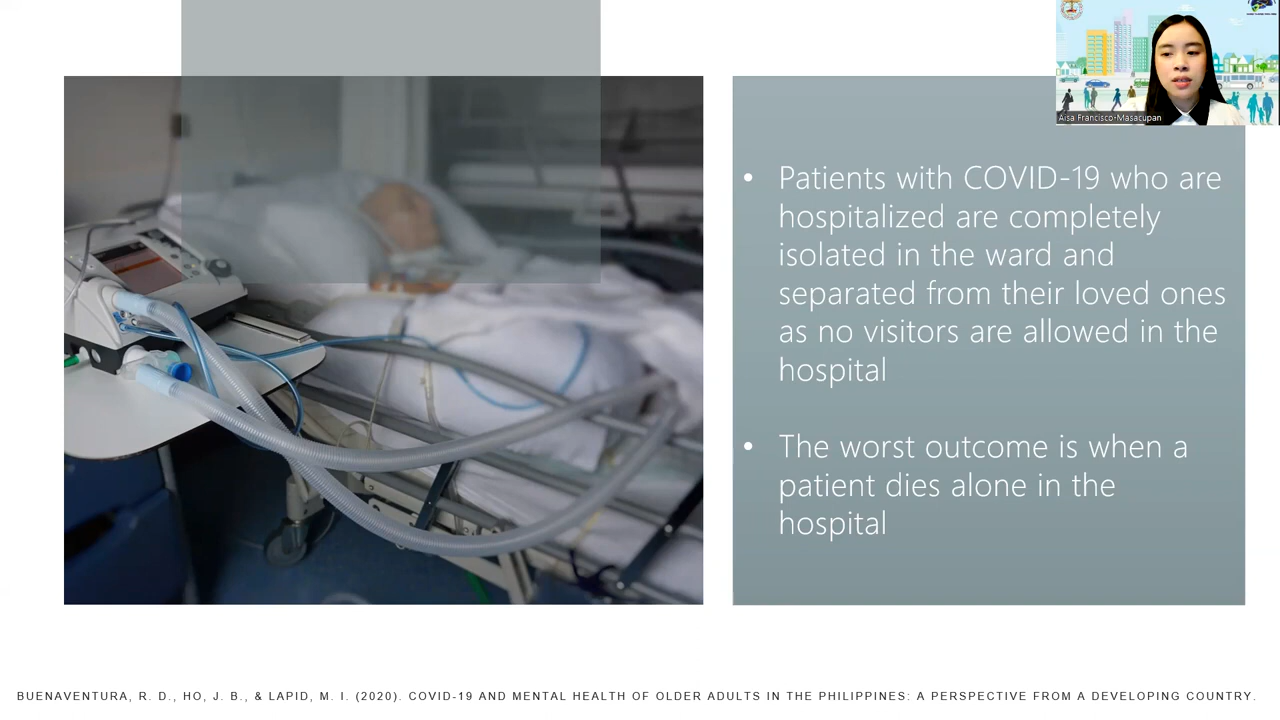 Aisa Francisco-Masacupan
• Patients with COVID-19 who are
hospitalized are completely
isolated in the ward and
separated from their loved ones
as no visitors are allowed in the
hospital
• The worst outcome is when a
patient dies alone in the
hospital
BUENAVENTURA, R. D., HO, J. B., & LAPID, M. I. (2020). COVID-19 AND MENTAL HEALTH OF OLDER ADULTS IN THE PHILIPPINES: A PERSPECTIVE FROM A DEVELOPING COUNTRY.